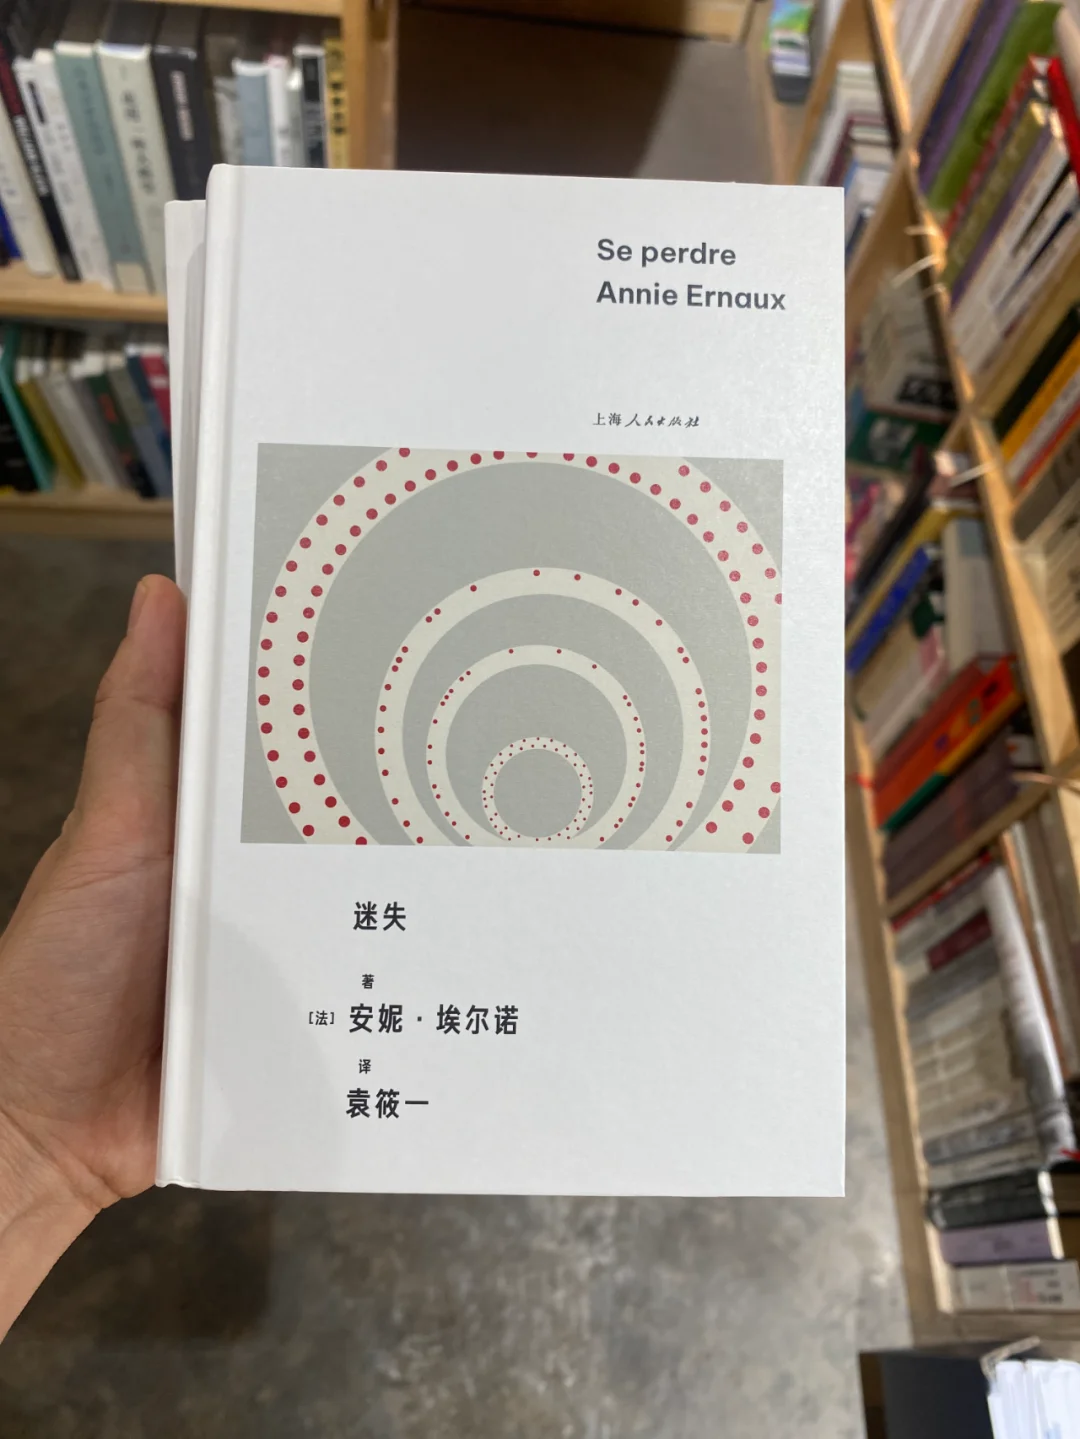 Se perdre
Annie Ernaux
上海人民出版社
迷失
著
[法] 安妮·埃尔诺
译
袁筱一